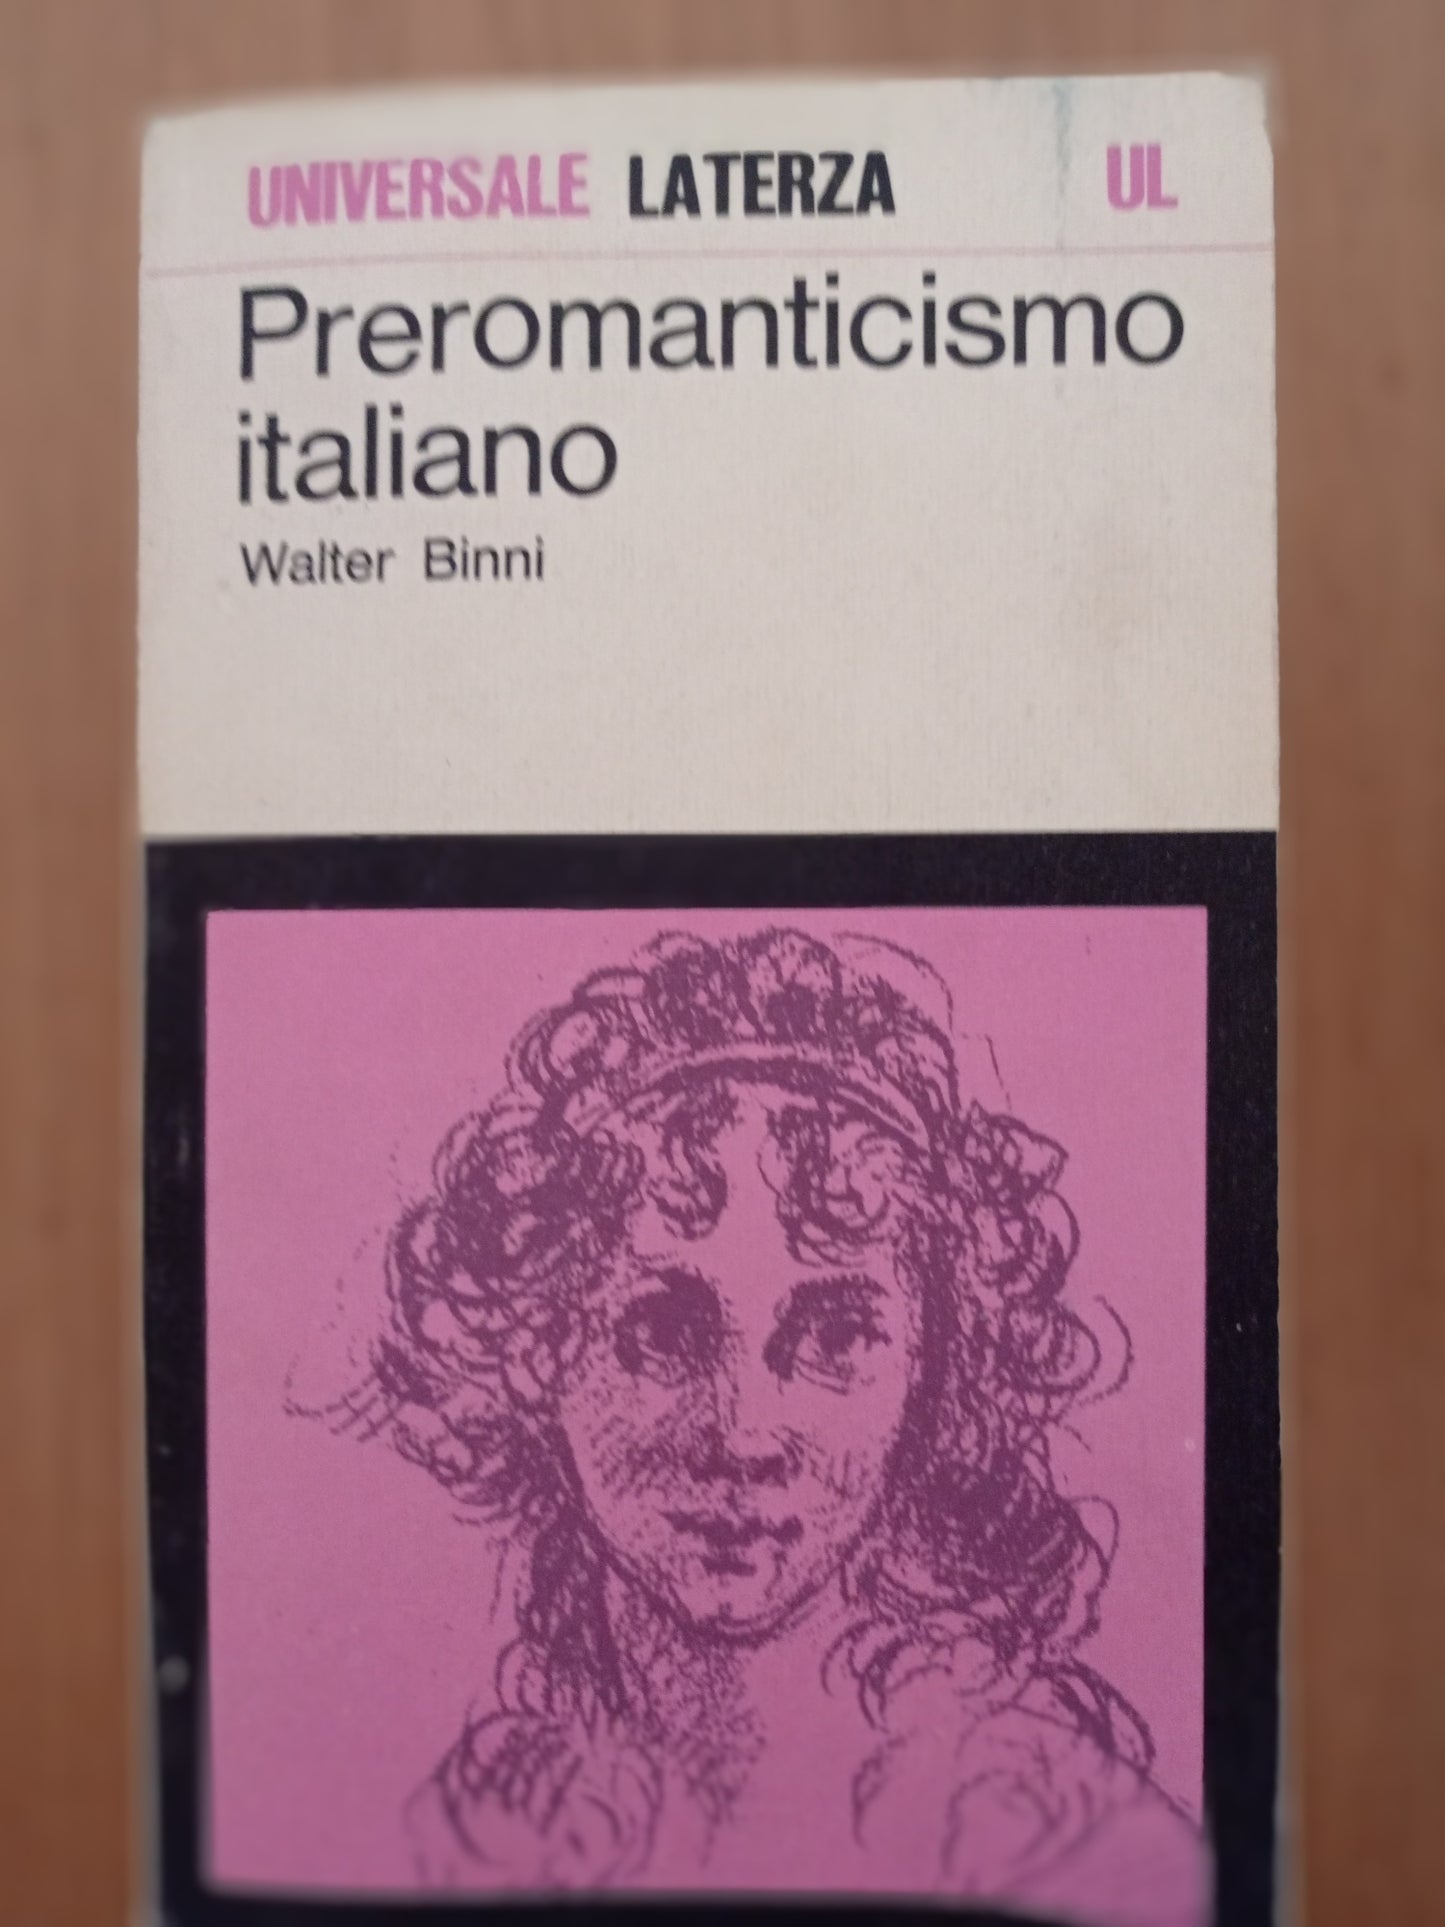 UNIVERSALE LATERZA UL
Preromanticismo
italiano
Walter Binni